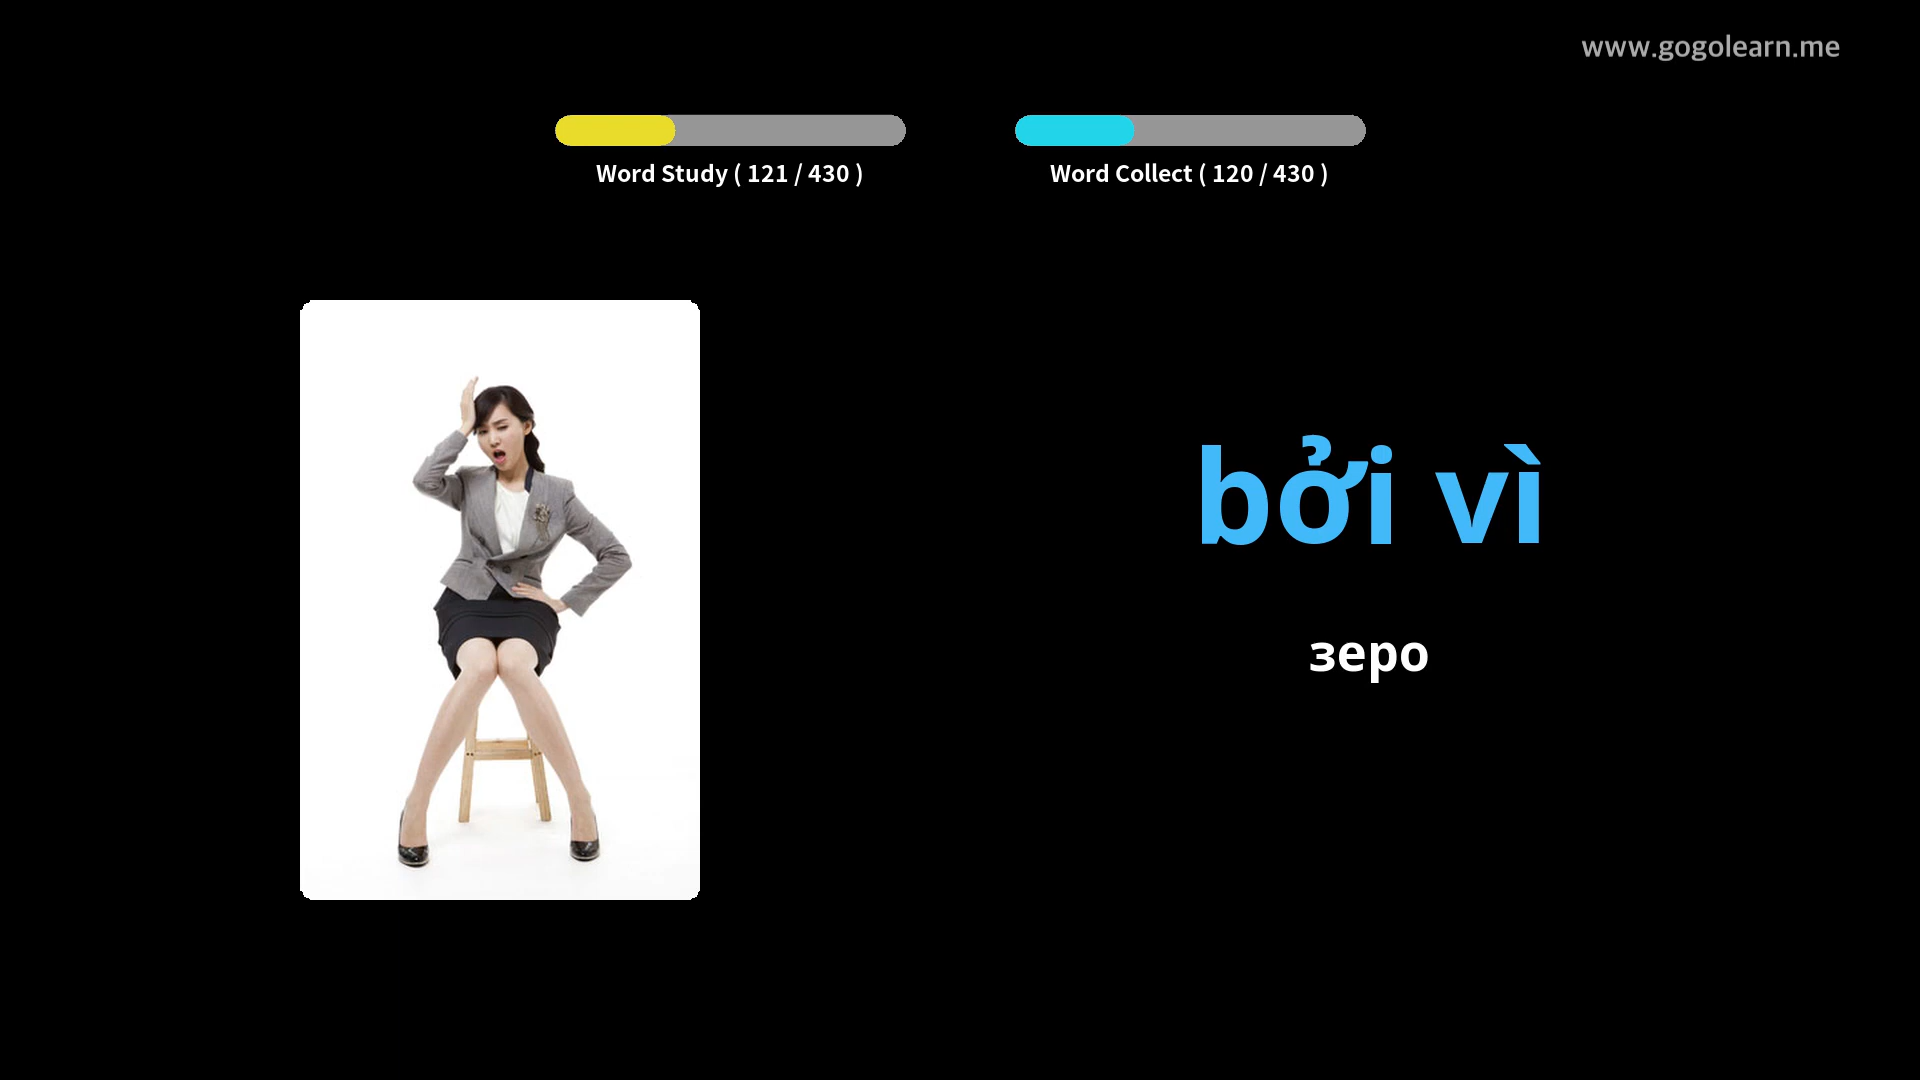 www.gogolearn.me
Word Study ( 121 / 430 )
Word Collect ( 120 / 430 )
bởi vì
зеро